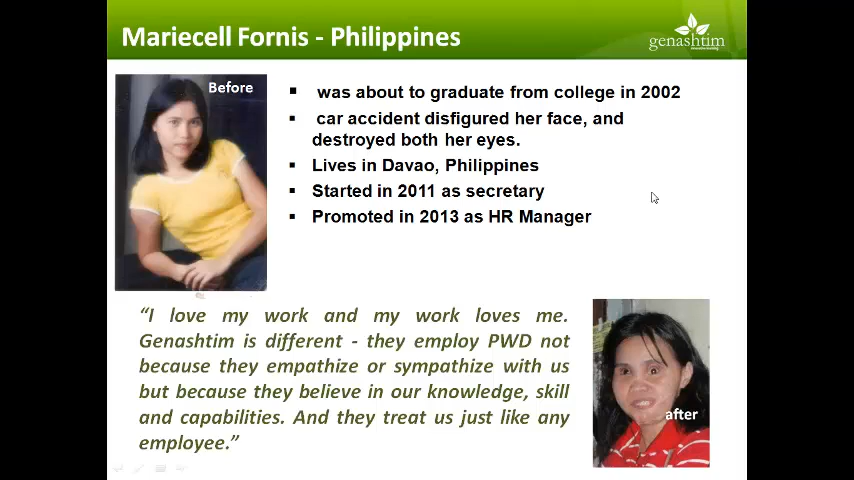 Mariecell Fornis - Philippines
genashtim
Before
was about to graduate from college in 2002
car accident disfigured her face, and
destroyed both her eyes.
Lives in Davao, Philippines
Started in 2011 as secretary
Promoted in 2013 as HR Manager
“I love my work and my work loves me.
Genashtim is different - they employ PWD not
because they empathize or sympathize with us
but because they believe in our knowledge, skill
and capabilities. And they treat us just like any
employee.”
after